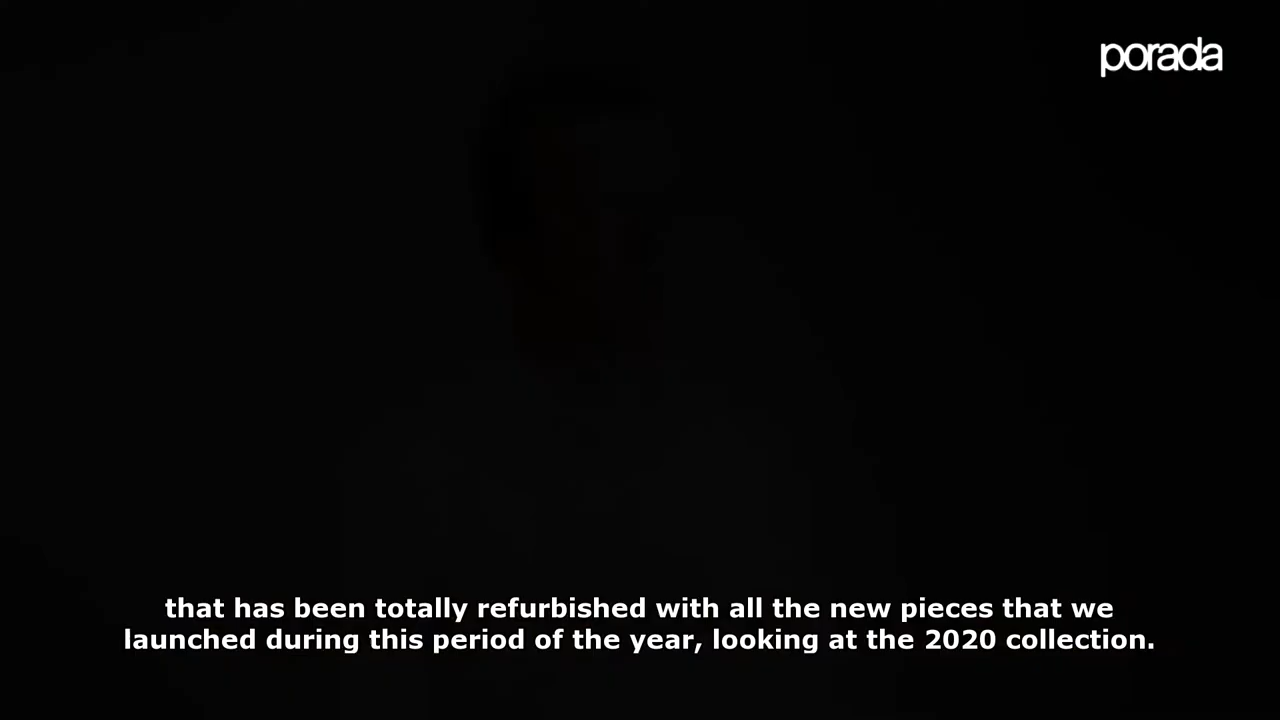 porada
that has been totally refurbished with all the new pieces that we
launched during this period of the year, looking at the 2020 collection.